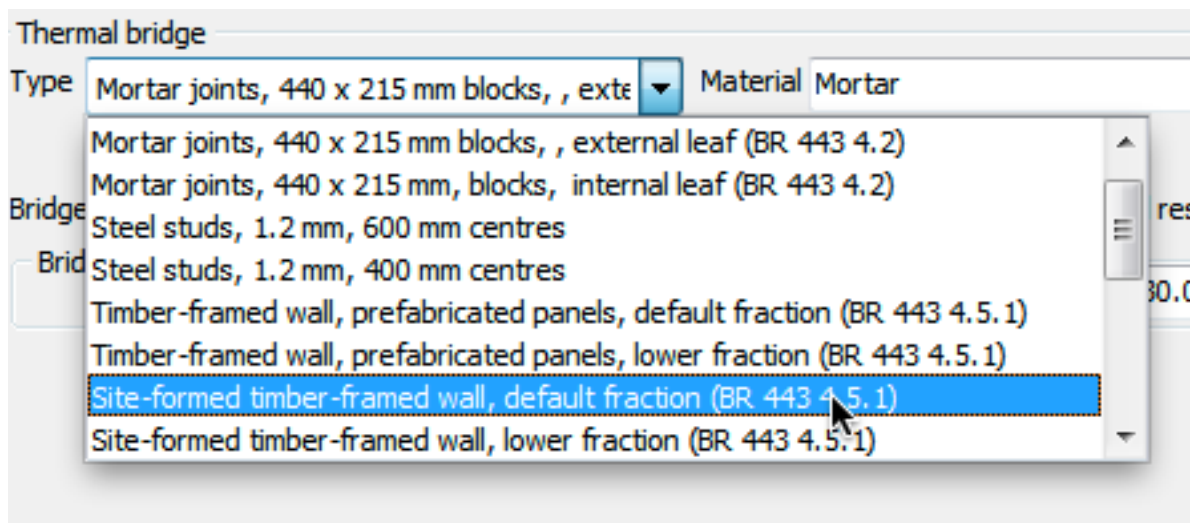 Thermal bridge
Type Mortar joints, 440 x 215 mm blocks, , exte Material Mortar
Mortar joints, 440 x 215 mm blocks, , external leaf (BR 443 4.2)
Mortar joints, 440 x 215 mm, blocks, internal leaf (BR 443 4.2)
Bridge res
Steel studs, 1.2 mm, 600 mm centres
Brid
Steel studs, 1.2 mm, 400 mm centres
30.0
Timber-framed wall, prefabricated panels, default fraction (BR 443 4.5.1)
Timber-framed wall, prefabricated panels, lower fraction (BR 443 4.5.1)
Site-formed timber-framed wall, default fraction (BR 443 4.5.1)
Site-formed timber-framed wall, lower fraction (BR 443 4.5.1)